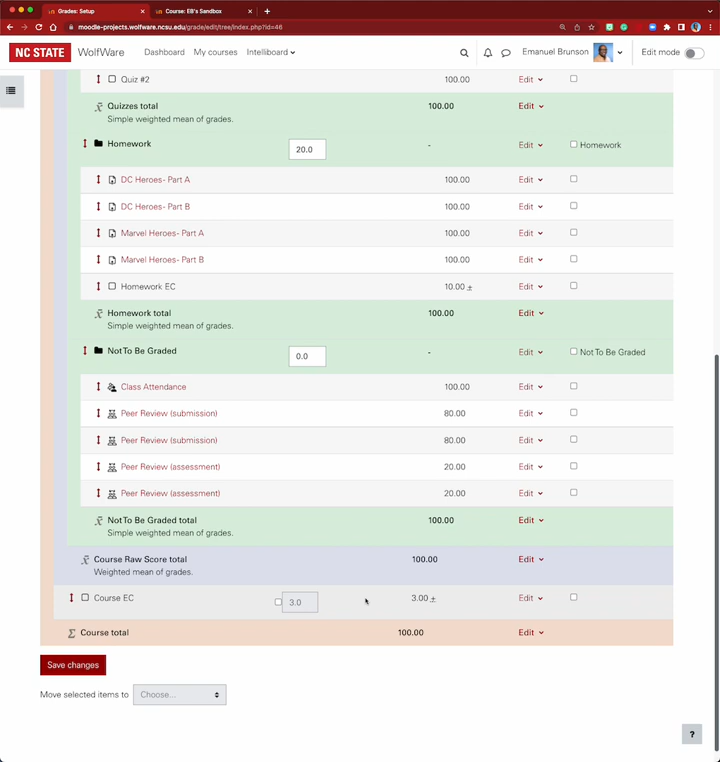 Grades: Setup
Course: EB's Sandbox
moodle-projects.wolfware.ncsu.edu/grade/edit/tree/index.php?id=46
NC STATE WolfWare Dashboard My courses Intelliboard Emanuel Brunson Edit mode
Quiz #2 100.00 Edit
Quizzes total 100.00 Edit
Simple weighted mean of grades.
Homework 20.0 - Edit Homework
DC Heroes- Part A 100.00 Edit
DC Heroes- Part B 100.00 Edit
Marvel Heroes- Part A 100.00 Edit
Marvel Heroes- Part B 100.00 Edit
Homework EC 10.00 ± Edit
Homework total 100.00 Edit
Simple weighted mean of grades.
Not To Be Graded 0.0 - Edit Not To Be Graded
Class Attendance 100.00 Edit
Peer Review (submission) 80.00 Edit
Peer Review (submission) 80.00 Edit
Peer Review (assessment) 20.00 Edit
Peer Review (assessment) 20.00 Edit
Not To Be Graded total 100.00 Edit
Simple weighted mean of grades.
Course Raw Score total 100.00 Edit
Weighted mean of grades.
Course EC 3.0 3.00 ± Edit
Course total 100.00 Edit
Save changes
Move selected items to Choose...
?